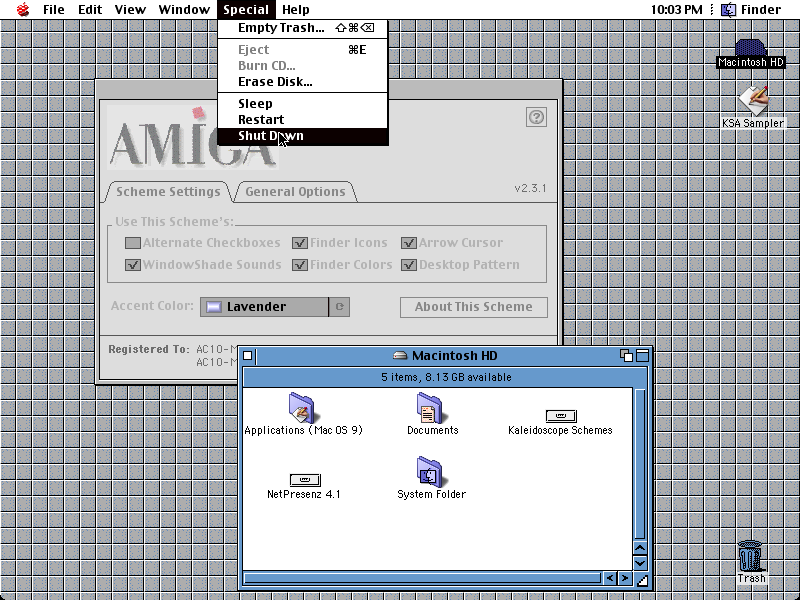 File Edit View Window Special Help 10:03 PM Finder
Empty Trash... ⇧⌘⌫
Eject ⌘E
Burn CD...
Erase Disk...
Sleep
Restart
Shut Down
Macintosh HD
KSA Sampler
AMIGA
Scheme Settings General Options v2.3.1
Use This Scheme's:
Alternate Checkboxes Finder Icons Arrow Cursor
WindowShade Sounds Finder Colors Desktop Pattern
Accent Color: Lavender About This Scheme
Registered To: AC10-M
AC10-M
Macintosh HD
5 items, 8.13 GB available
Applications (Mac OS 9) Documents Kaleidoscope Schemes
NetPresenz 4.1 System Folder
Trash